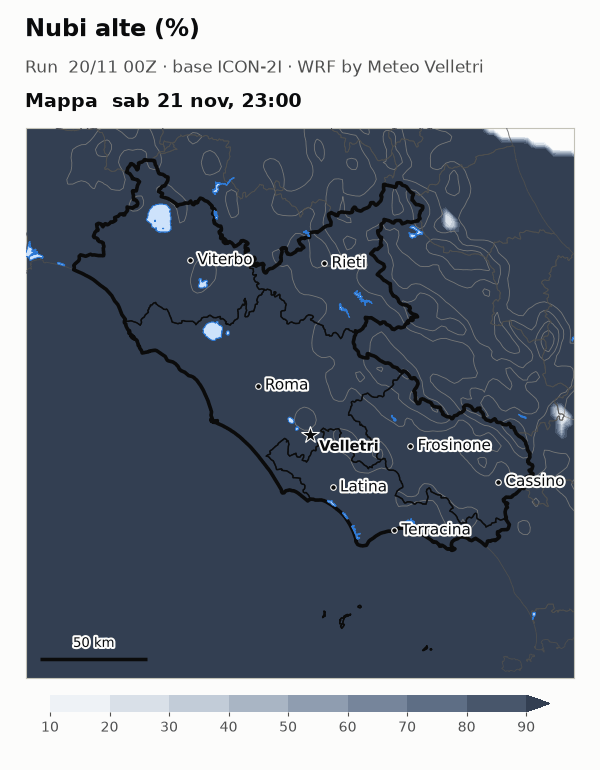 Nubi alte (%)
Run 20/11 00Z · base ICON-2I · WRF by Meteo Velletri
Mappa sab 21 nov, 23:00
Viterbo
Rieti
Roma
Velletri
Frosinone
Latina
Cassino
Terracina
50 km
10 20 30 40 50 60 70 80 90